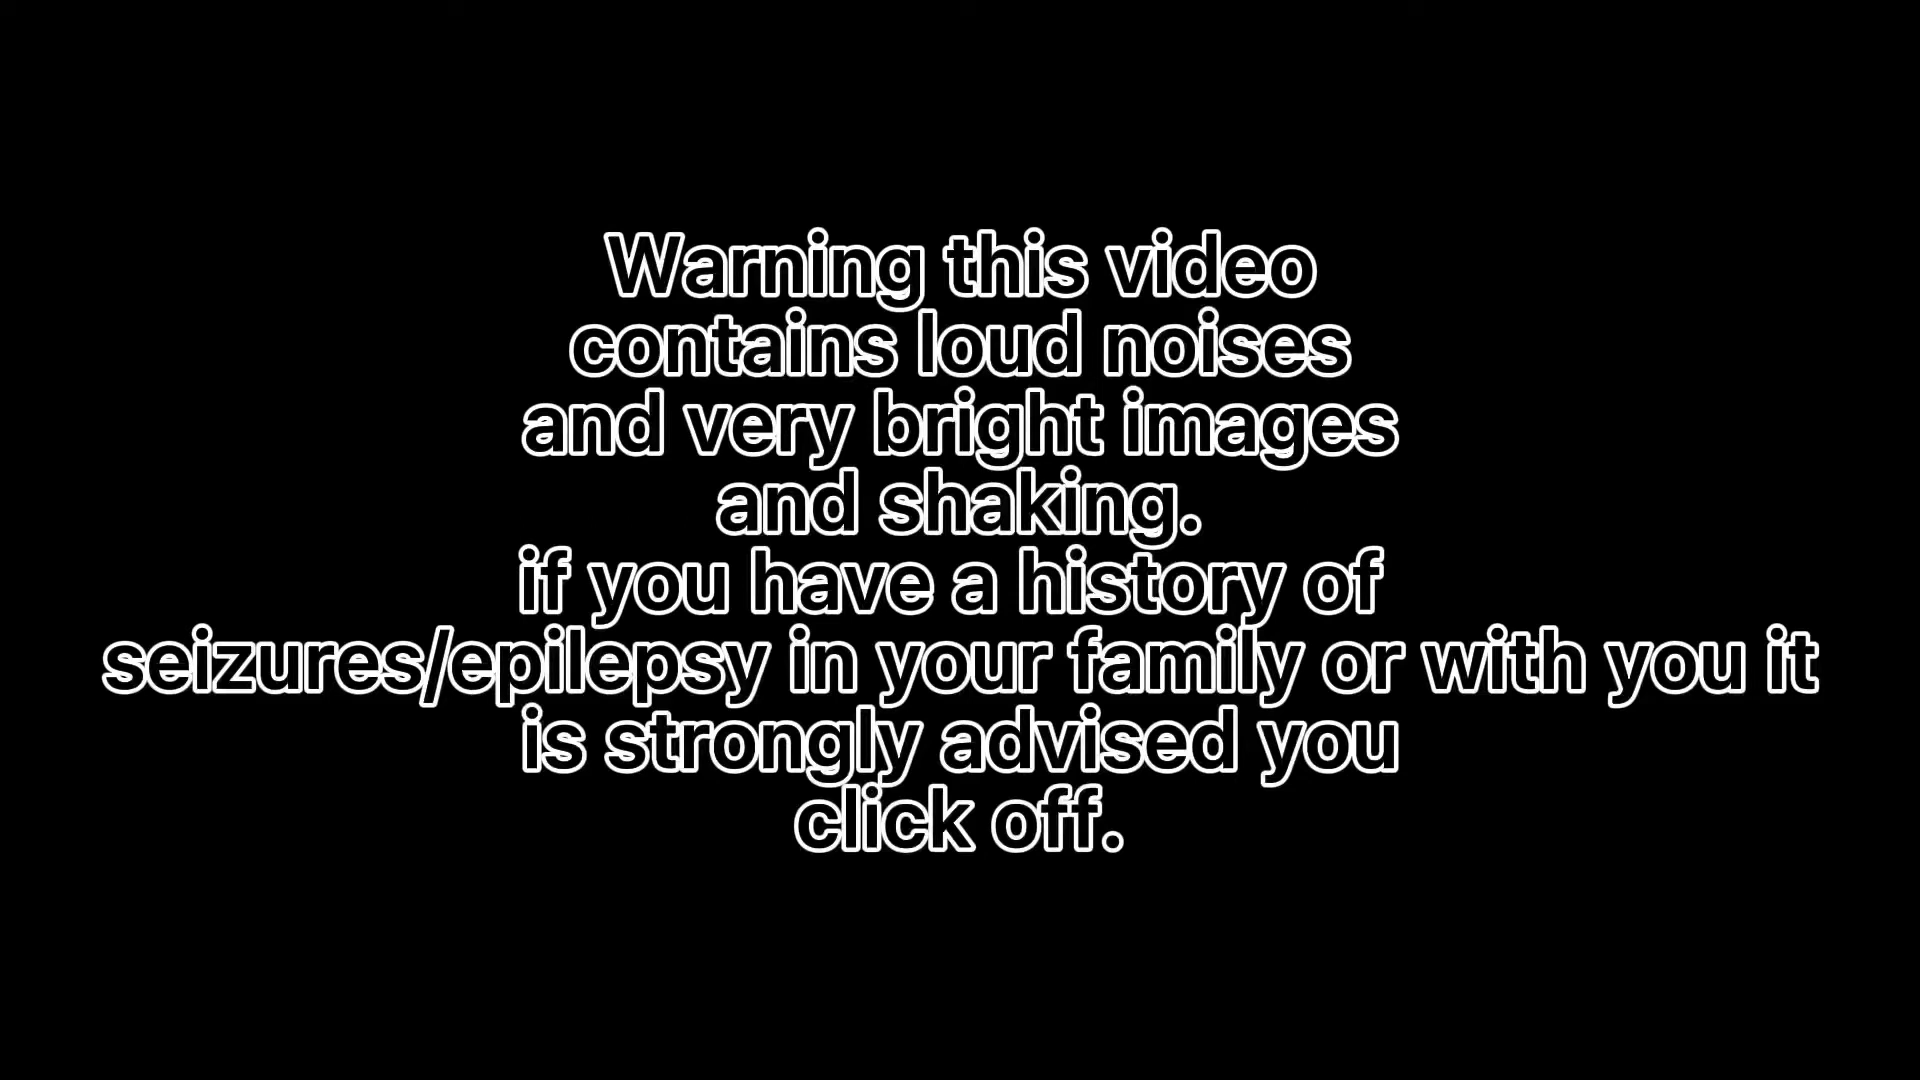 Warning this video
contains loud noises
and very bright images
and shaking.
if you have a history of
seizures/epilepsy in your family or with you it
is strongly advised you
click off.